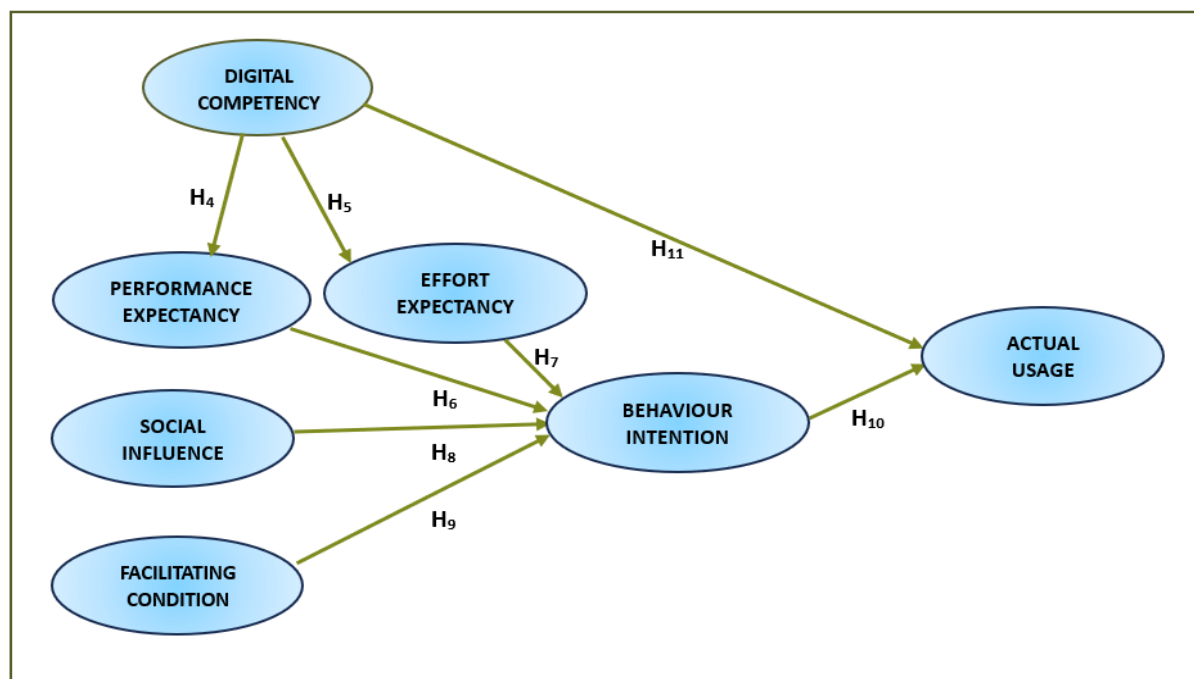 DIGITAL
COMPETENCY
H₄
H₅
H₁₁
PERFORMANCE
EXPECTANCY
EFFORT
EXPECTANCY
ACTUAL
USAGE
H₇
H₆
SOCIAL
INFLUENCE
BEHAVIOUR
INTENTION
H₁₀
H₈
H₉
FACILITATING
CONDITION